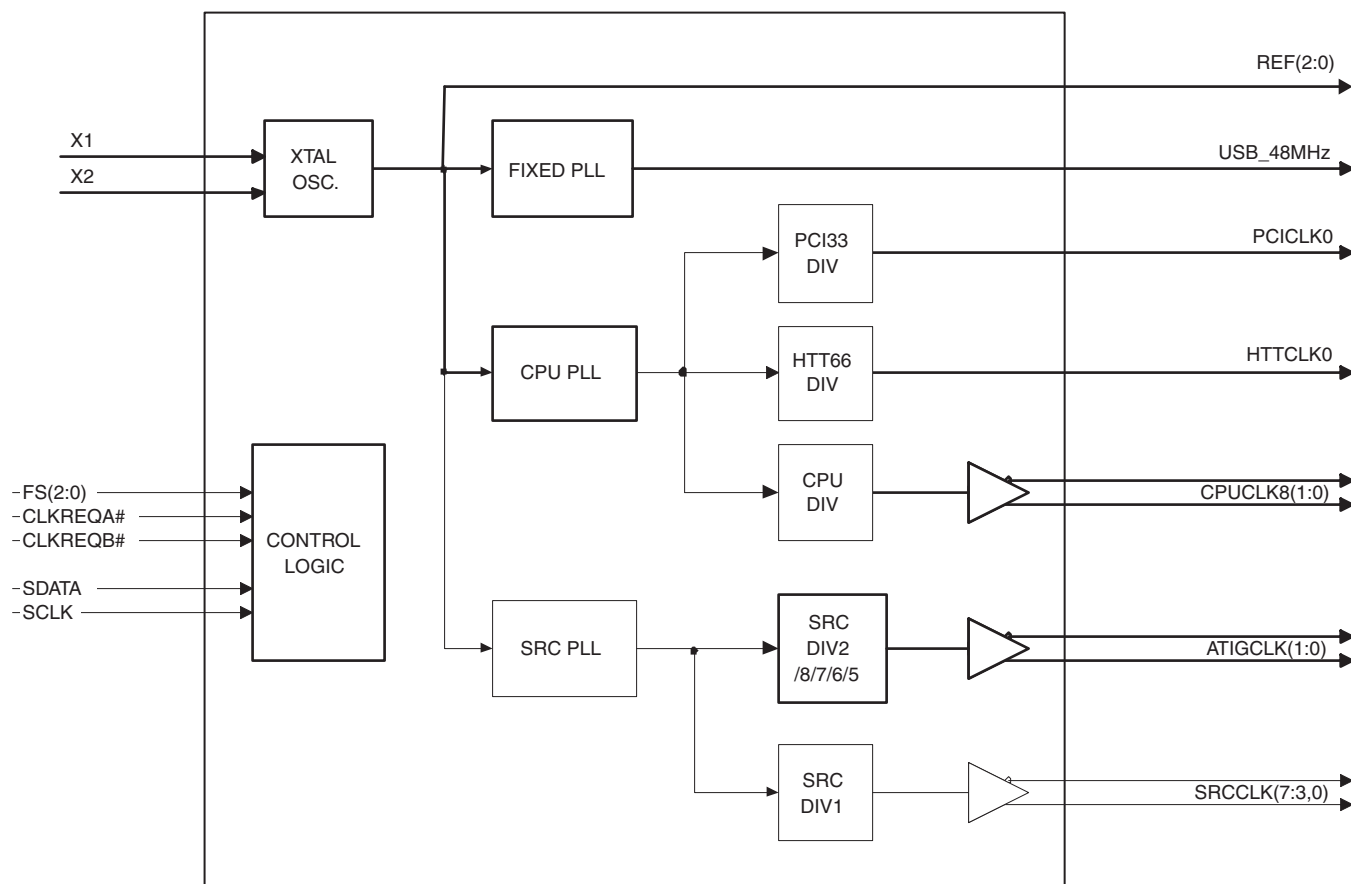 REF(2:0)
X1
X2
XTAL
OSC.
FIXED PLL
USB_48MHz
PCI33
DIV
PCICLK0
CPU PLL
HTT66
DIV
HTTCLK0
FS(2:0)
CLKREQA#
CLKREQB#
SDATA
SCLK
CONTROL
LOGIC
CPU
DIV
CPUCLK8(1:0)
SRC PLL
SRC
DIV2
/8/7/6/5
ATIGCLK(1:0)
SRC
DIV1
SRCCLK(7:3,0)